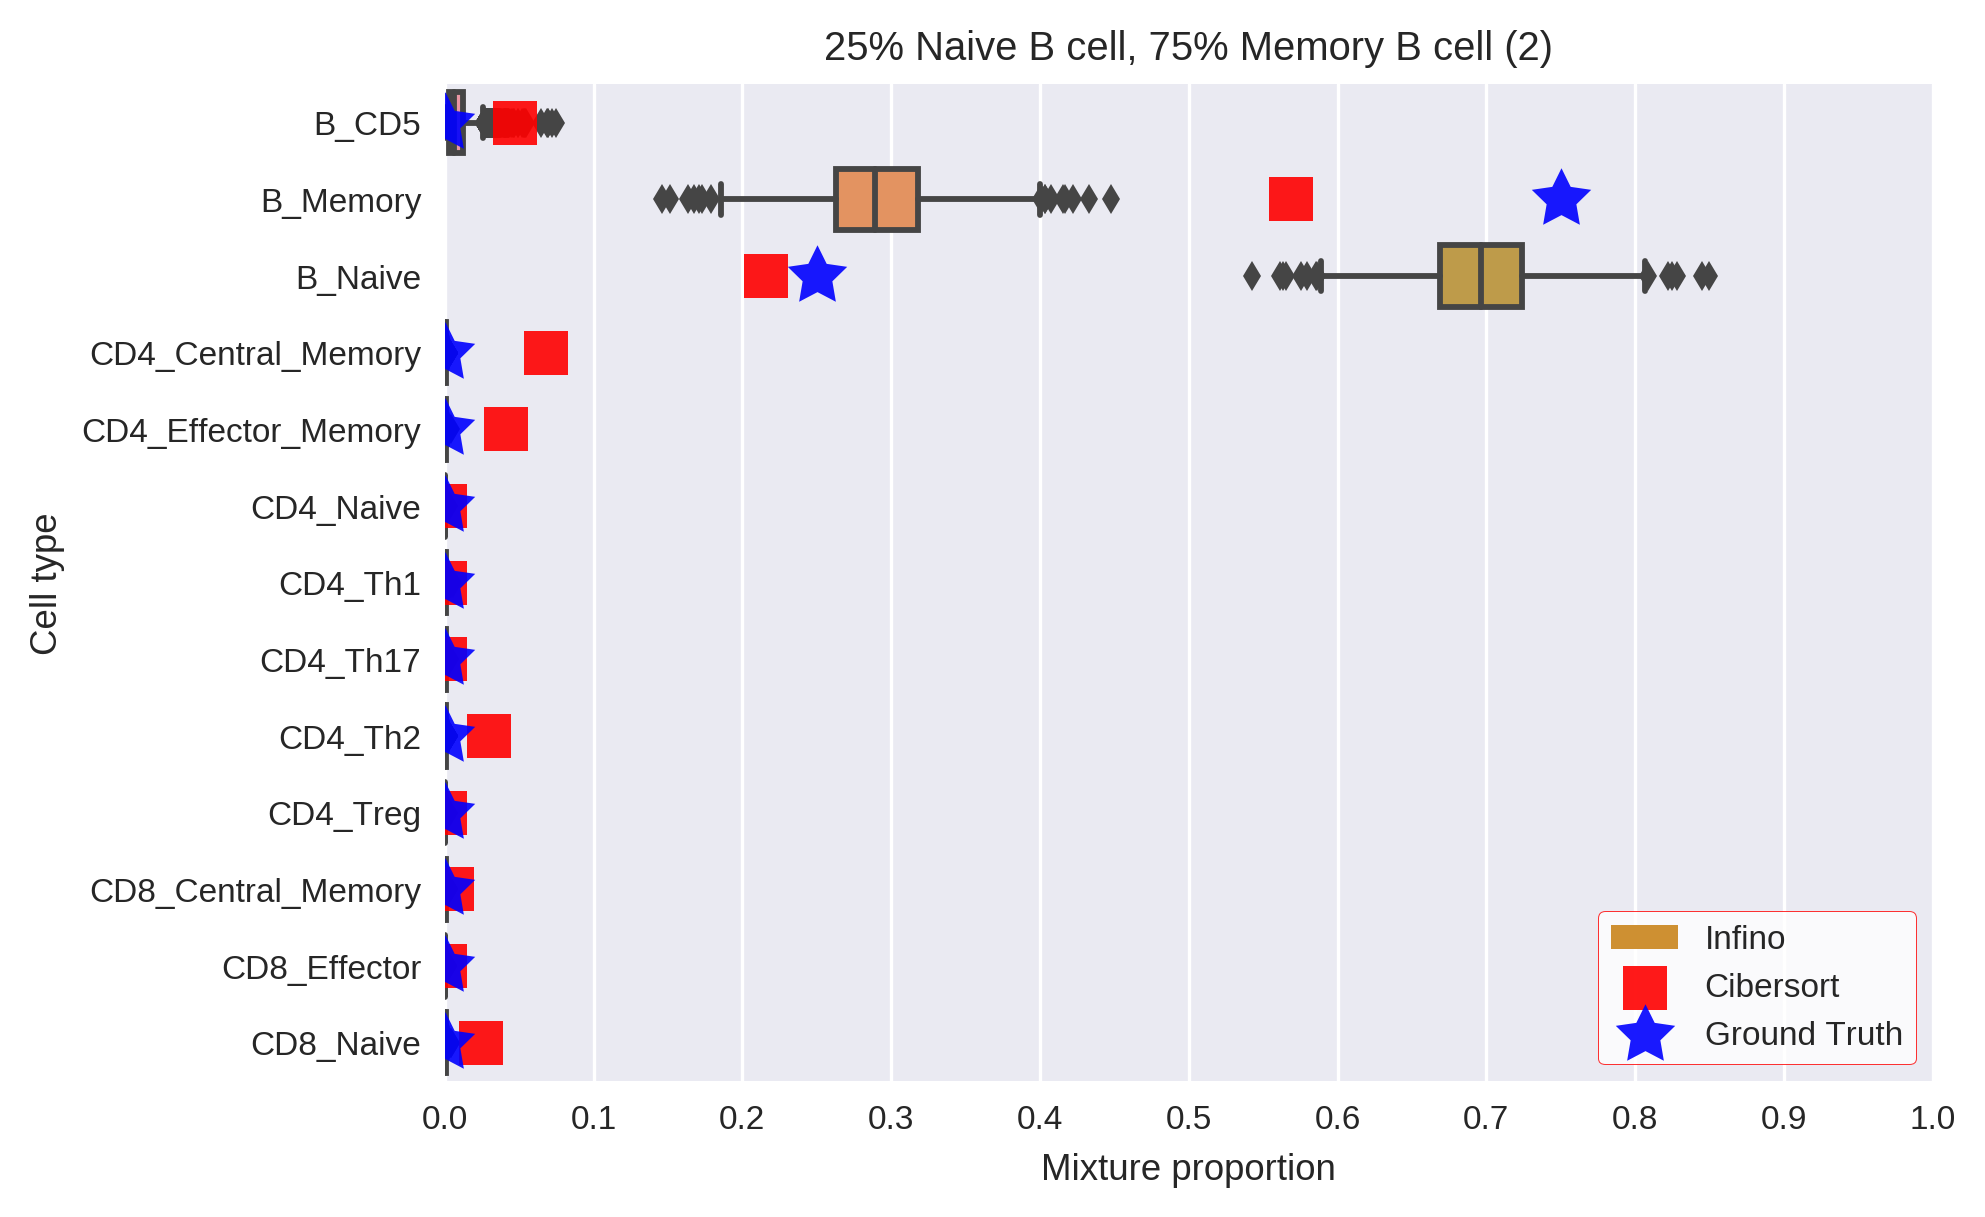 25% Naive B cell, 75% Memory B cell (2)
B_CD5
B_Memory
B_Naive
CD4_Central_Memory
CD4_Effector_Memory
CD4_Naive
CD4_Th1
CD4_Th17
CD4_Th2
CD4_Treg
CD8_Central_Memory
CD8_Effector
CD8_Naive
Cell type
Infino
Cibersort
Ground Truth
0.0 0.1 0.2 0.3 0.4 0.5 0.6 0.7 0.8 0.9 1.0
Mixture proportion